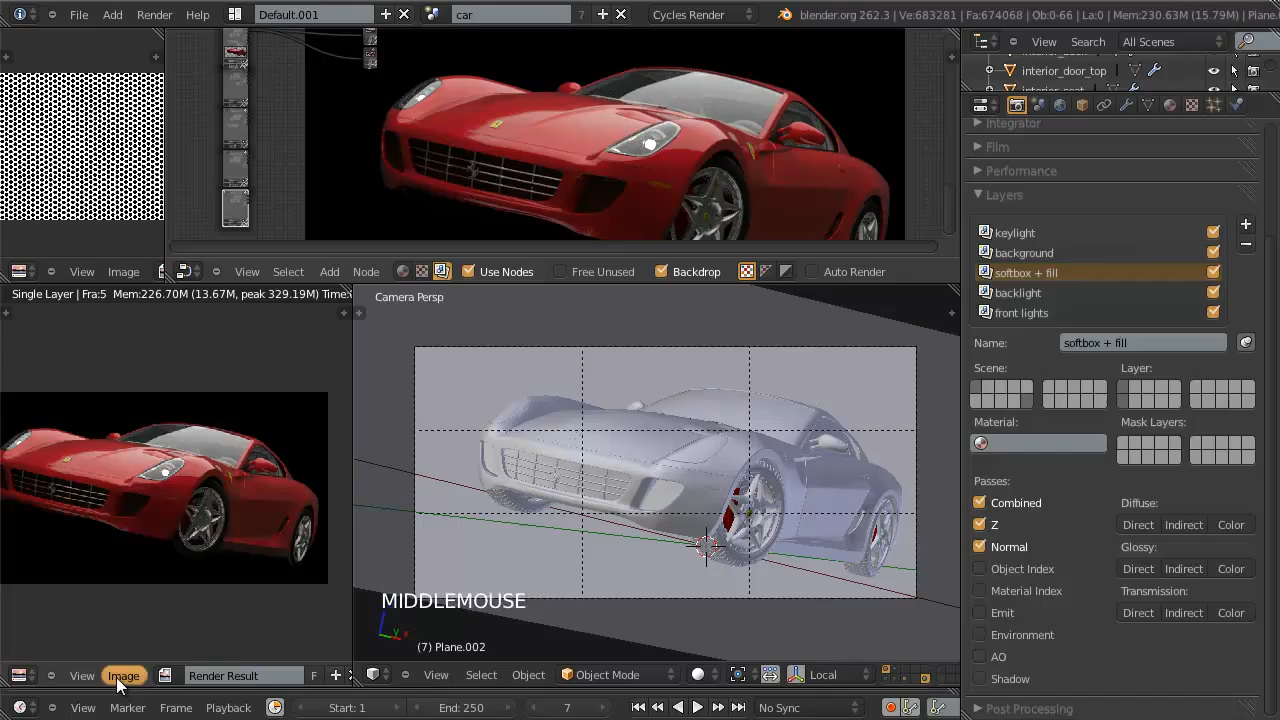 File Add Render Help Default.001 car 7 Cycles Render blender.org 262.3 | Ve:683281 | Fa:674068 | Ob:0-66 | La:0 | Mem:230.63M (15.79M) | Plane.
View Search All Scenes
interior_door_top
Integrator
Film
Performance
Layers
keylight
background
softbox + fill
backlight
front lights
Name: softbox + fill
Scene: Layer:
Material: Mask Layers:
Passes:
Combined Diffuse:
Z Direct Indirect Color
Normal Glossy:
Object Index Direct Indirect Color
Material Index Transmission:
Emit Direct Indirect Color
Environment
AO
Shadow
Post Processing
View Image
View Select Add Node Use Nodes Free Unused Backdrop Auto Render
Single Layer | Fra:5 Mem:226.70M (13.67M, peak 329.19M) Time:
Camera Persp
MIDDLEMOUSE
y x
(7) Plane.002
View Image Render Result F
View Select Object Object Mode Local
View Marker Frame Playback Start: 1 End: 250 7 No Sync